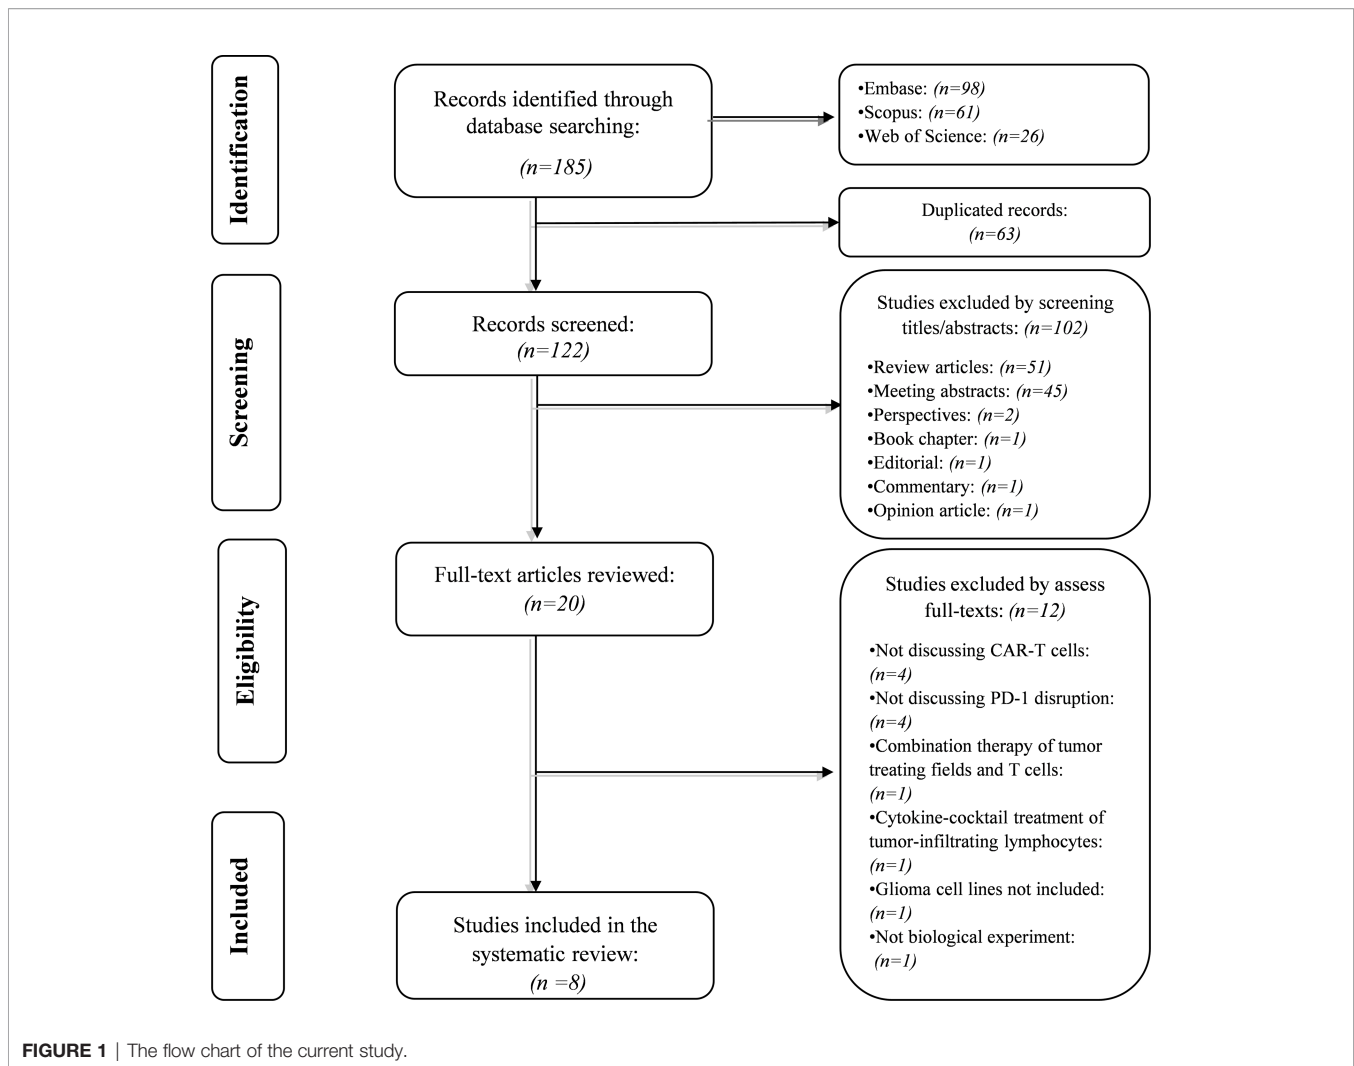 Identification
Records identified through
database searching:
(n=185)
•Embase: (n=98)
•Scopus: (n=61)
•Web of Science: (n=26)
Duplicated records:
(n=63)
Screening
Records screened:
(n=122)
Studies excluded by screening
titles/abstracts: (n=102)
•Review articles: (n=51)
•Meeting abstracts: (n=45)
•Perspectives: (n=2)
•Book chapter: (n=1)
•Editorial: (n=1)
•Commentary: (n=1)
•Opinion article: (n=1)
Eligibility
Full-text articles reviewed:
(n=20)
Studies excluded by assess
full-texts: (n=12)
•Not discussing CAR-T cells:
(n=4)
•Not discussing PD-1 disruption:
(n=4)
•Combination therapy of tumor
treating fields and T cells:
(n=1)
•Cytokine-cocktail treatment of
tumor-infiltrating lymphocytes:
(n=1)
•Glioma cell lines not included:
(n=1)
•Not biological experiment:
(n=1)
Included
Studies included in the
systematic review:
(n =8)
FIGURE 1 | The flow chart of the current study.